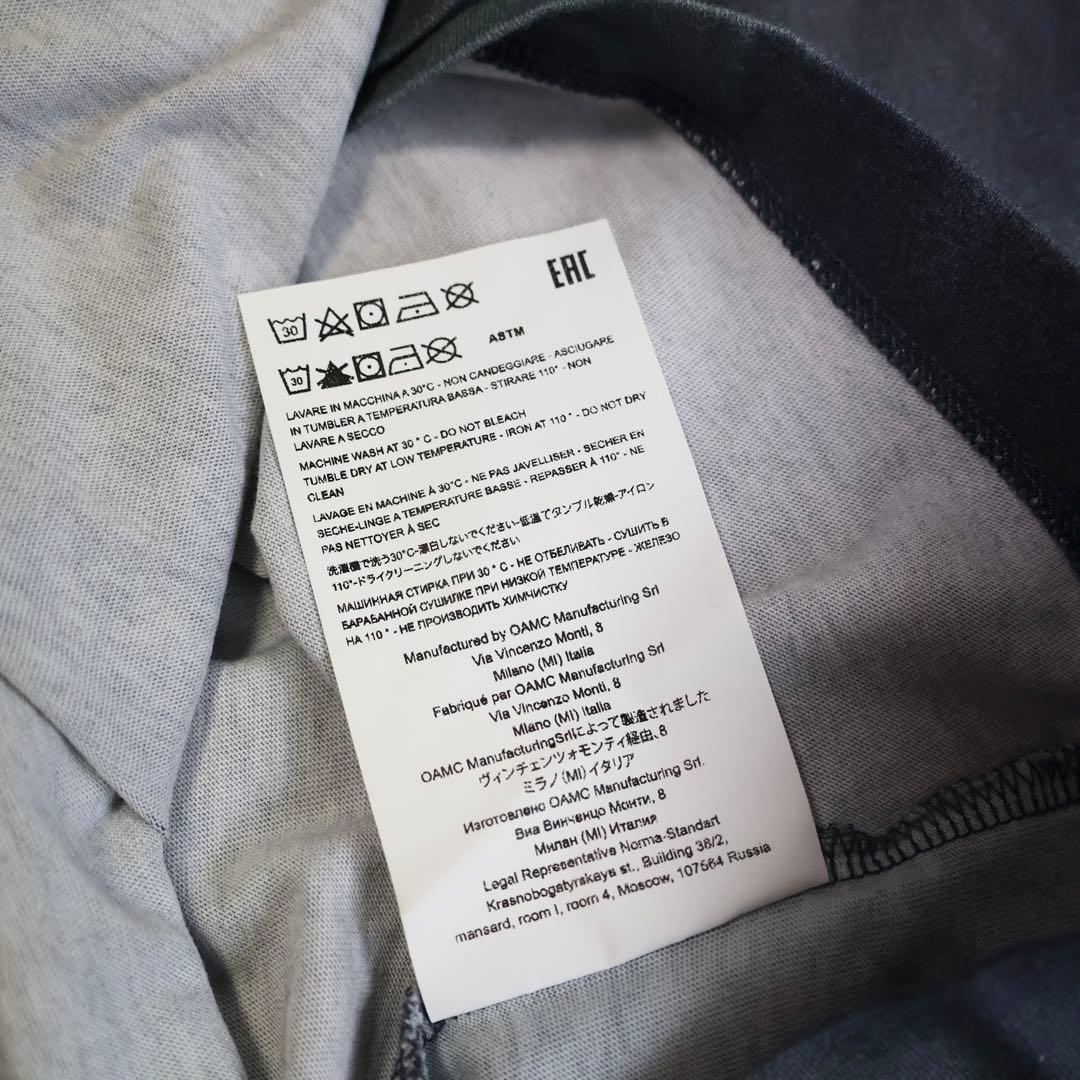 EAC
30
ASTM
30
LAVARE IN MACCHINA A 30°C - NON CANDEGGIARE - ASCIUGARE
IN TUMBLER A TEMPERATURA BASSA - STIRARE 110° - NON
LAVARE A SECCO
MACHINE WASH AT 30 ° C - DO NOT BLEACH
TUMBLE DRY AT LOW TEMPERATURE - IRON AT 110 ° - DO NOT DRY
CLEAN
LAVAGE EN MACHINE À 30°C - NE PAS JAVELLISER - SECHER EN
SECHE-LINGE A TEMPERATURE BASSE - REPASSER À 110° - NE
PAS NETTOYER À SEC
洗濯機で洗う30°C-漂白しないでください-低温でタンブル乾燥-アイロン
110°-ドライクリーニングしないでください
МАШИННАЯ СТИРКА ПРИ 30 ° C - НЕ ОТБЕЛИВАТЬ - СУШИТЬ В
БАРАБАННОЙ СУШИЛКЕ ПРИ НИЗКОЙ ТЕМПЕРАТУРЕ - ЖЕЛЕЗО
НА 110 ° - НЕ ПРОИЗВОДИТЬ ХИМЧИСТКУ
Manufactured by OAMC Manufacturing Srl
Via Vincenzo Monti, 8
Milano (MI) Italia
Fabriqué par OAMC Manufacturing Srl
Via Vincenzo Monti, 8
Miano (MI) Italia
OAMC ManufacturingSrlによって製造されました
ヴィンチェンツォモンティ経由、8
ミラノ(MI)イタリア
Изготовлено OAMC Manufacturing Srl.
Виа Винченцо Монти, 8
Милан (MI) Италия
Legal Representative Norma-Standart
Krasnobogatyrskaya st., Building 38/2,
mansard, room I, room 4, Moscow, 107564 Russia